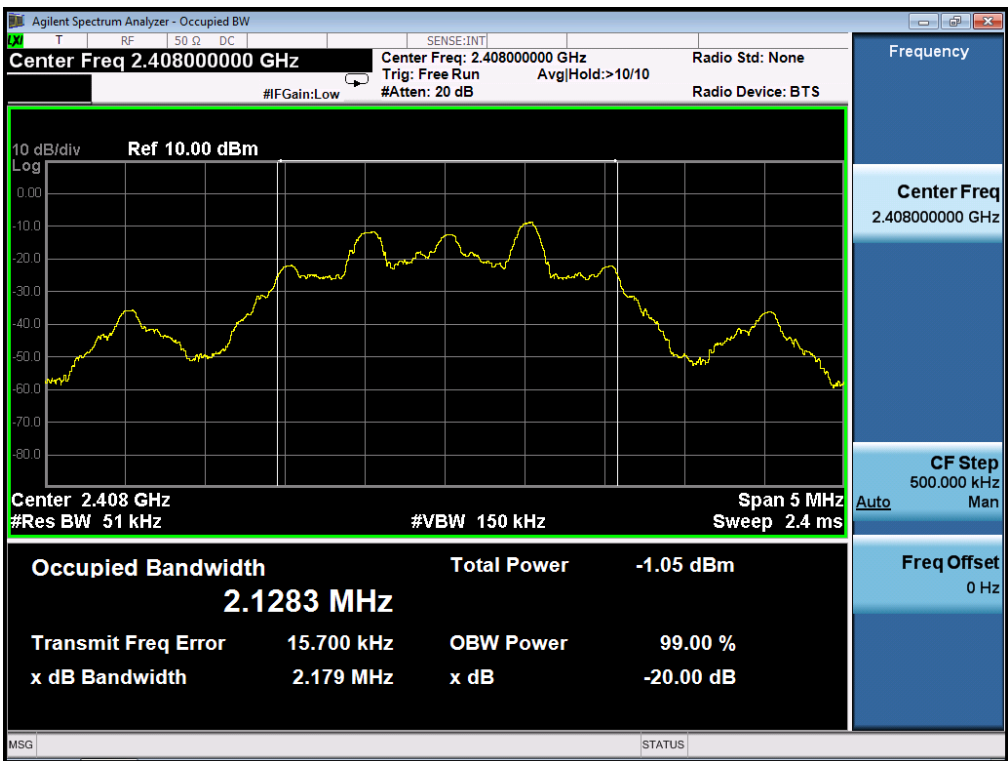 Agilent Spectrum Analyzer - Occupied BW
LXI T RF 50 Ω DC SENSE:INT
Center Freq 2.408000000 GHz
Center Freq: 2.408000000 GHz Radio Std: None
Trig: Free Run Avg|Hold:>10/10
#IFGain:Low #Atten: 20 dB Radio Device: BTS
Frequency
10 dB/div Ref 10.00 dBm
Log
0.00
-10.0
-20.0
-30.0
-40.0
-50.0
-60.0
-70.0
-80.0
Center 2.408 GHz Span 5 MHz
#Res BW 51 kHz #VBW 150 kHz Sweep 2.4 ms
Occupied Bandwidth Total Power -1.05 dBm
2.1283 MHz
Transmit Freq Error 15.700 kHz OBW Power 99.00 %
x dB Bandwidth 2.179 MHz x dB -20.00 dB
Center Freq
2.408000000 GHz
CF Step
500.000 kHz
Auto Man
Freq Offset
0 Hz
MSG STATUS